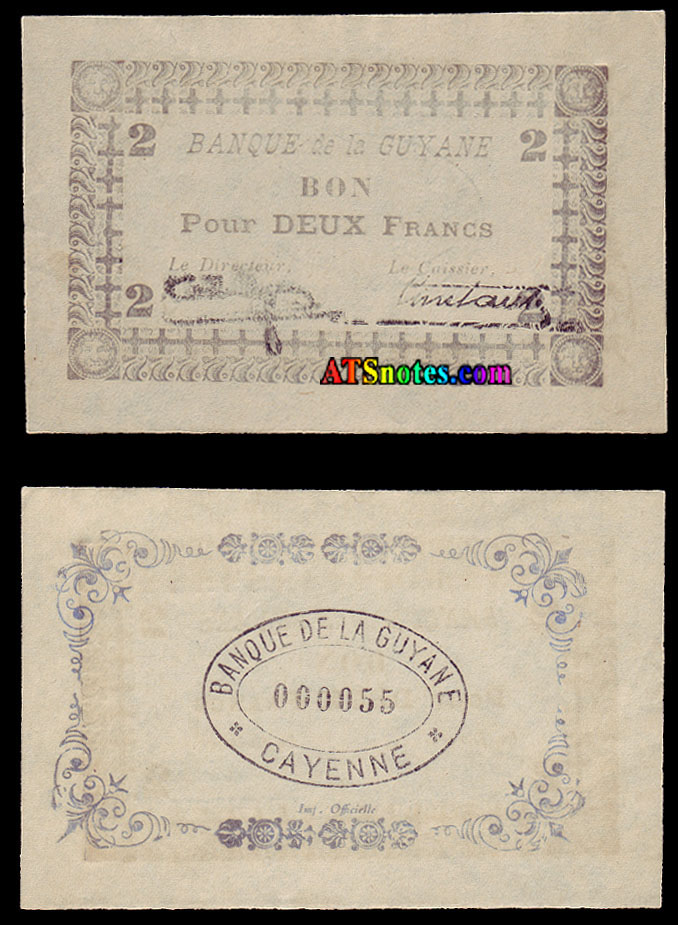 2 BANQUE de la GUYANE 2
BON
Pour DEUX FRANCS
Le Directeur, Le Caissier,
2 2
ATSnotes.com
BANQUE DE LA GUYANE
000055
CAYENNE
Imp. Officielle